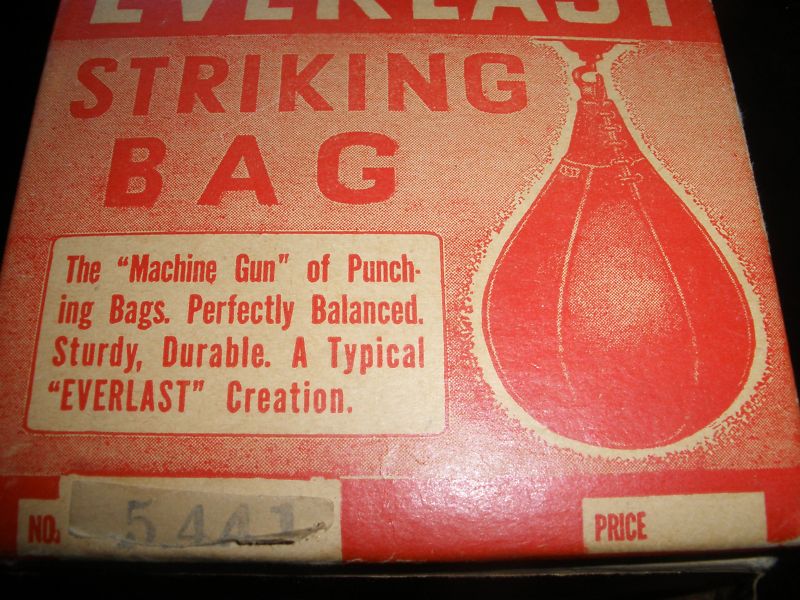 EVERLAST
STRIKING
BAG
The "Machine Gun" of Punch-
ing Bags. Perfectly Balanced.
Sturdy, Durable. A Typical
"EVERLAST" Creation.
NO. 5441
PRICE